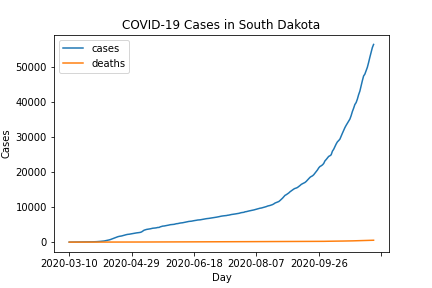 COVID-19 Cases in South Dakota
cases
deaths
50000
40000
30000
20000
10000
0
Cases
2020-03-10 2020-04-29 2020-06-18 2020-08-07 2020-09-26
Day